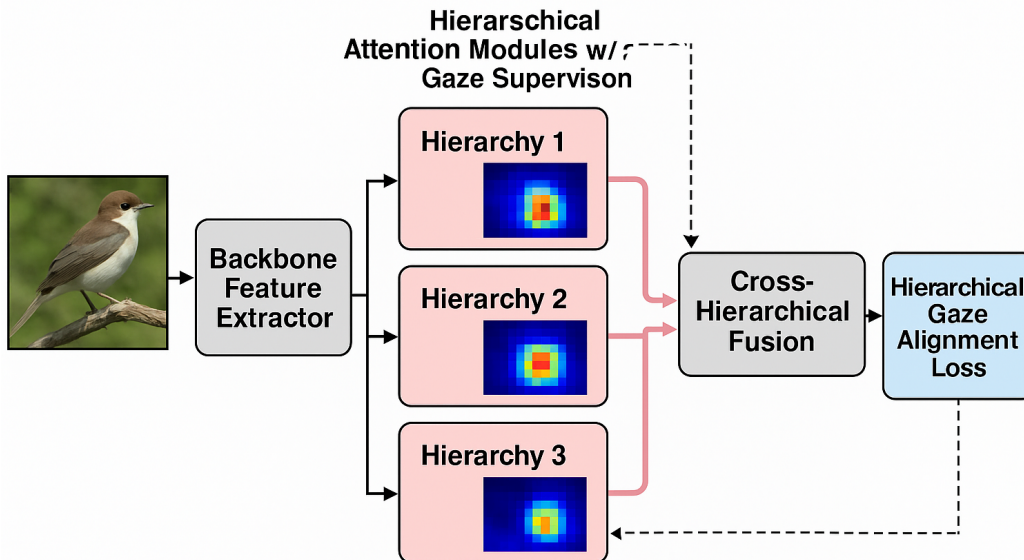 Hierarschical
Attention Modules w/
Gaze Supervison
Hierarchy 1
Hierarchy 2
Hierarchy 3
Backbone
Feature
Extractor
Cross-
Hierarchical
Fusion
Hierarchical
Gaze
Alignment
Loss